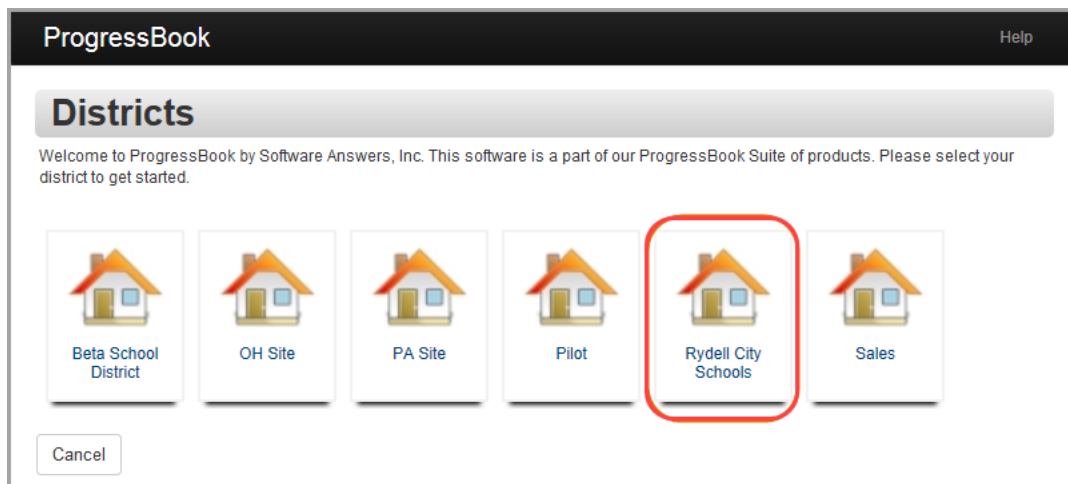 ProgressBook
Help
Districts
Welcome to ProgressBook by Software Answers, Inc. This software is a part of our ProgressBook Suite of products. Please select your
district to get started.
Beta School
District
OH Site
PA Site
Pilot
Rydell City
Schools
Sales
Cancel